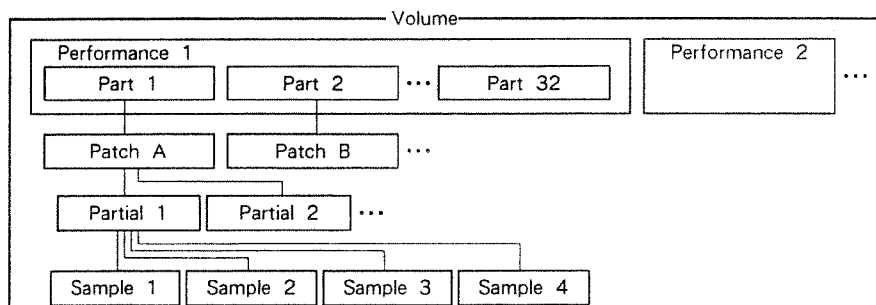 Volume
Performance 1
Performance 2
Part 1 Part 2 ••• Part 32 •••
Patch A Patch B •••
Partial 1 Partial 2 •••
Sample 1 Sample 2 Sample 3 Sample 4